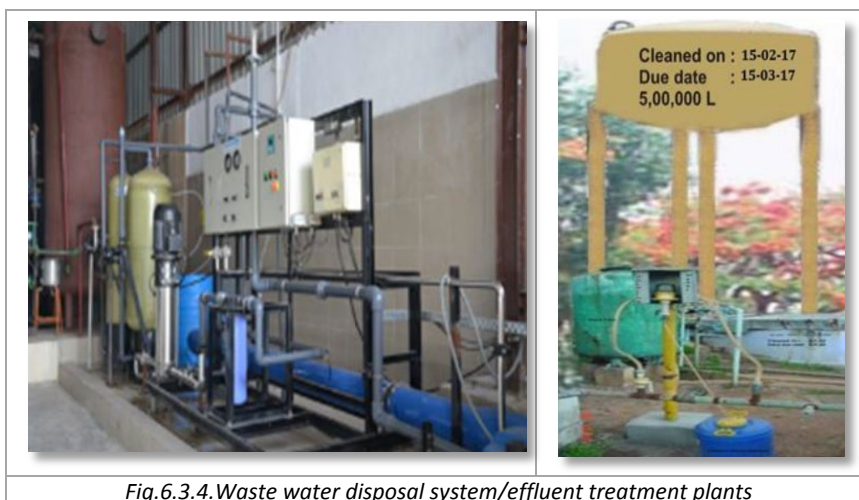 Cleaned on : 15-02-17
Due date : 15-03-17
5,00,000 L
Fig.6.3.4.Waste water disposal system/effluent treatment plants